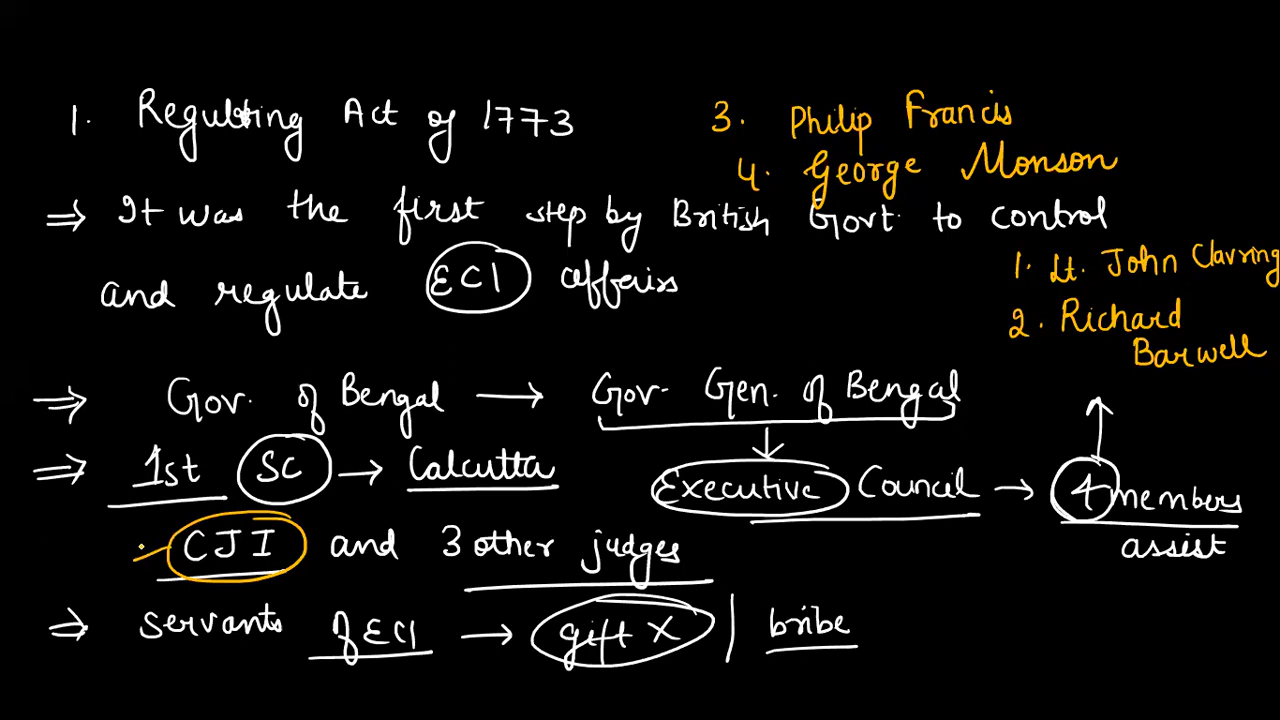 1. Regulating Act of 1773
3. Philip Francis
4. George Monson
⇒ It was the first step by British Govt. to control
and regulate ECI affairs
1. Lt. John Clavring
2. Richard
Barwell
⇒ Gov. of Bengal → Gov. Gen. of Bengal
⇒ 1st SC → Calcutta
Executive Council → 4 members
assist
CJI and 3 other judges
⇒ servants of ECI → gift X | bribe